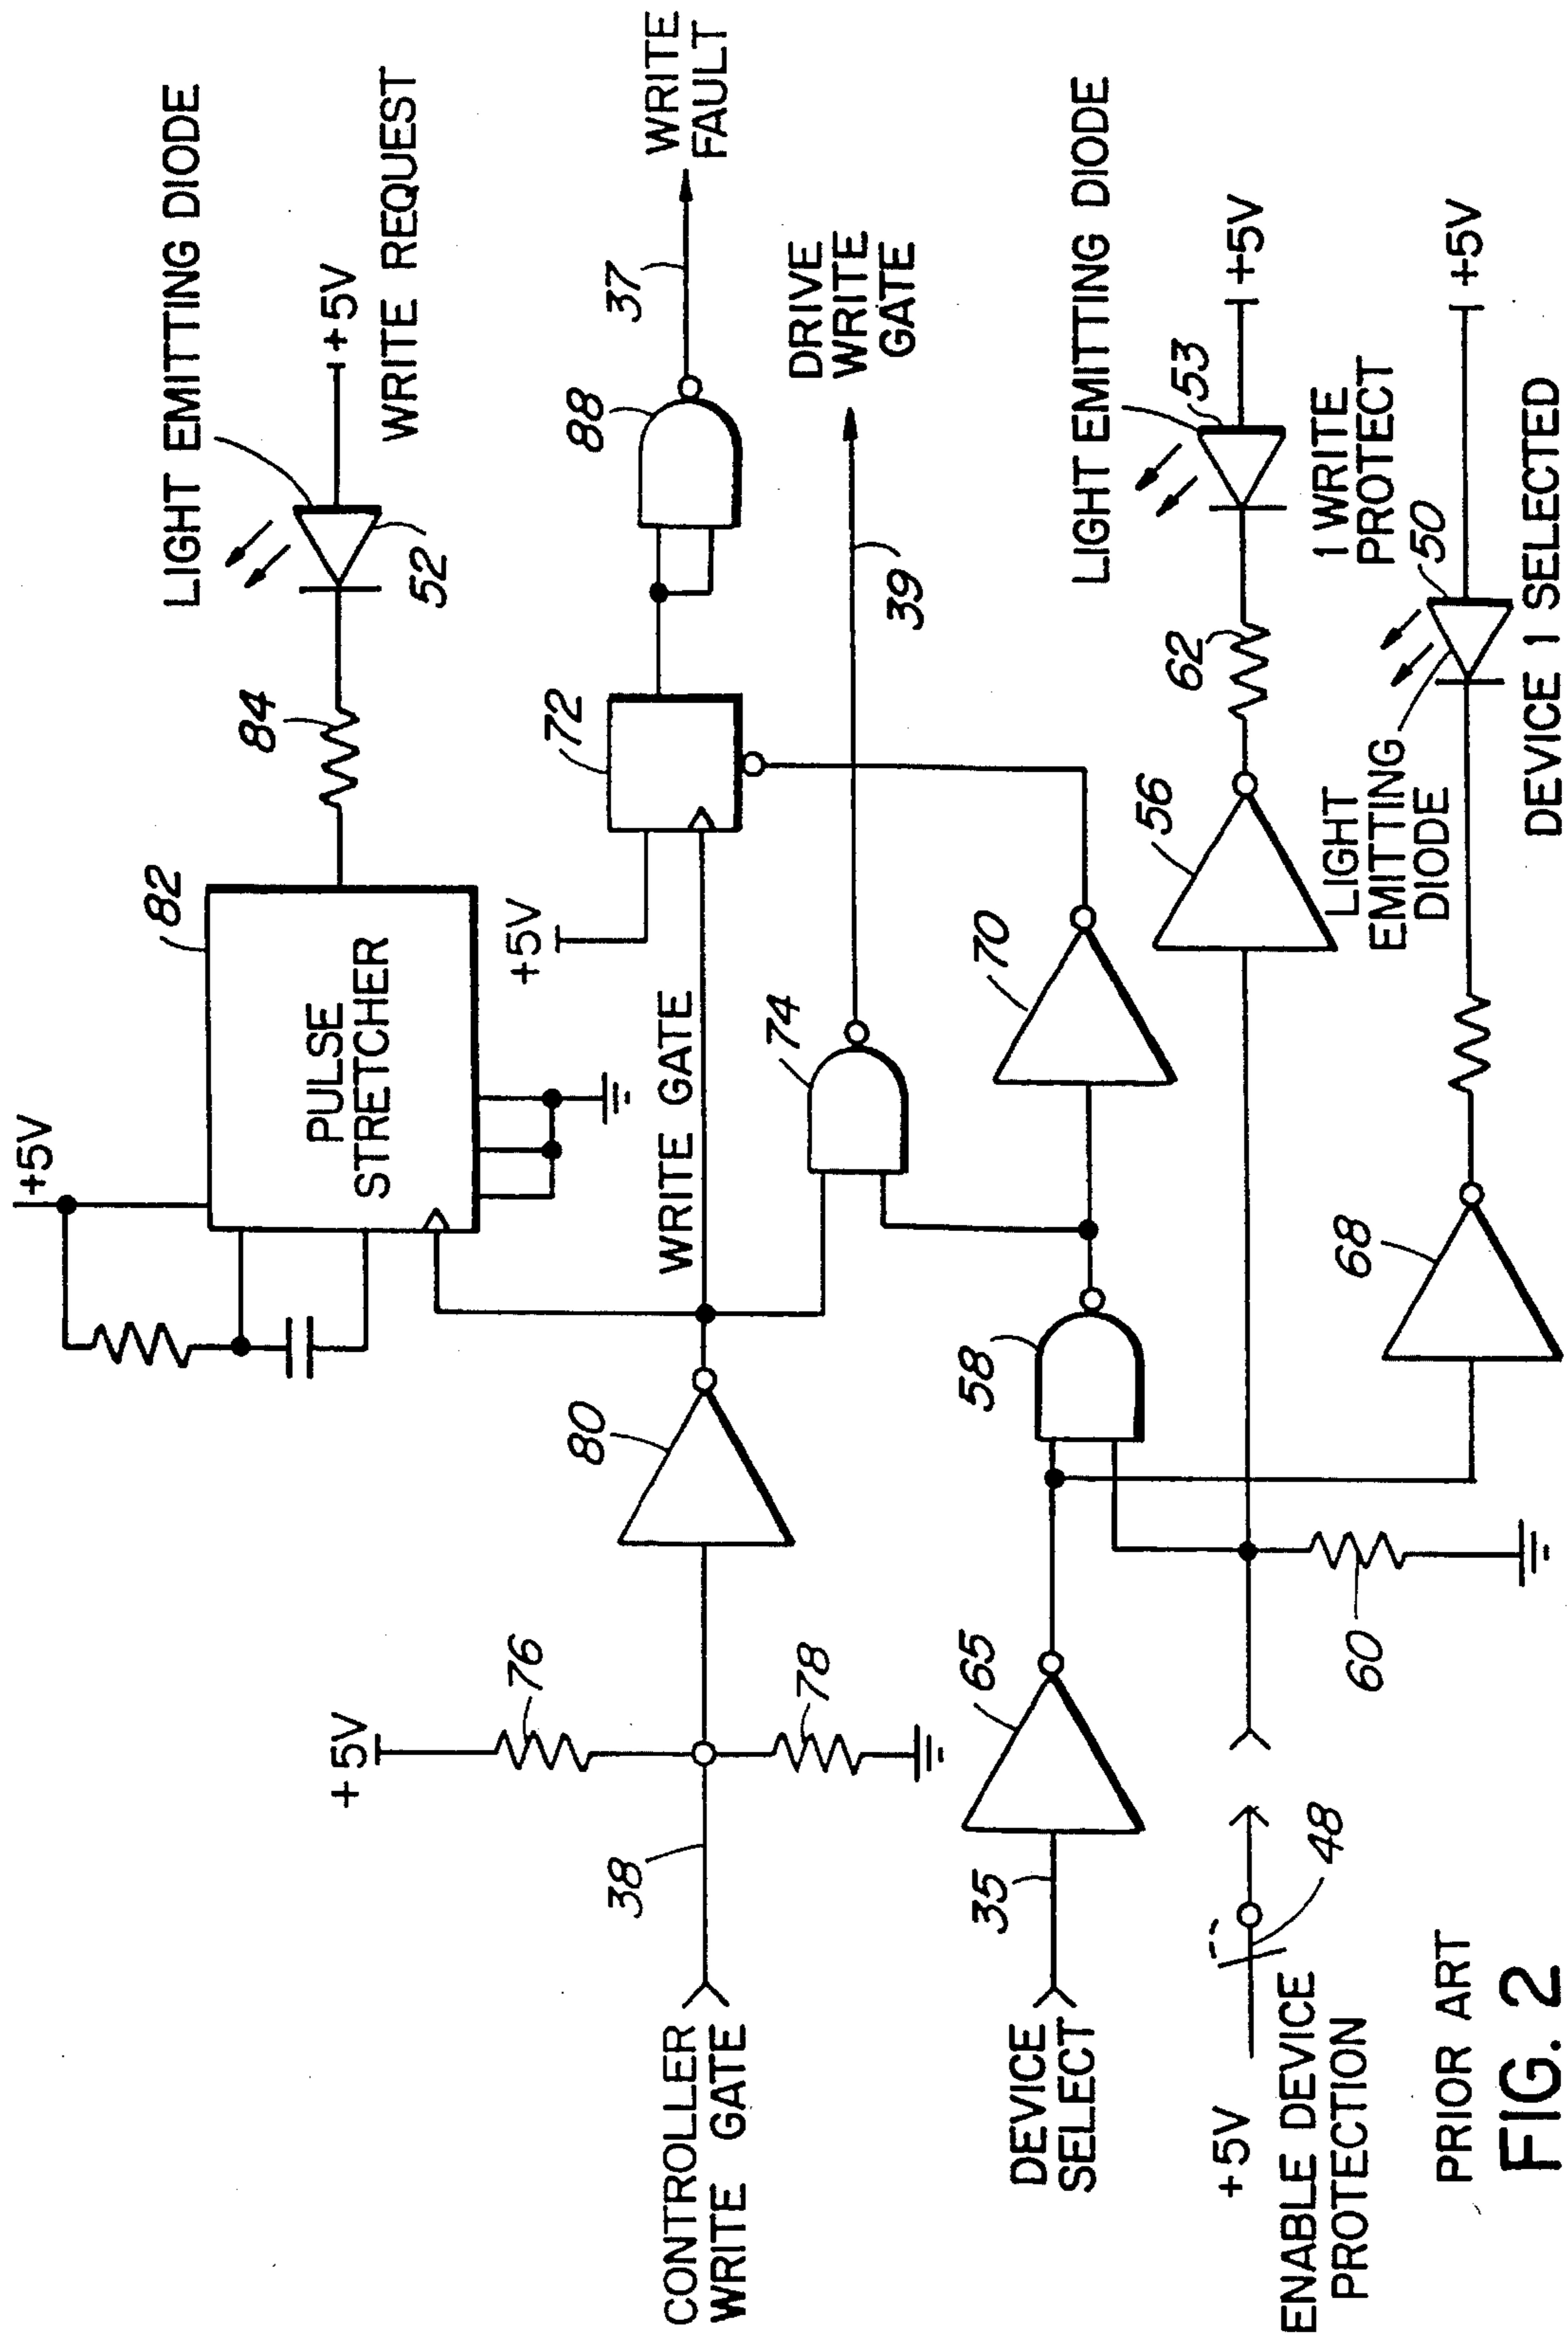 LIGHT EMITTING DIODE
+5V
WRITE REQUEST
84
52
82
PULSE
STRETCHER
+5V
WRITE
FAULT
37
88
72
+5V
WRITE GATE
80
+5V
76
78
38
CONTROLLER
WRITE GATE
DRIVE
WRITE
GATE
39
74
70
58
65
35
DEVICE
SELECT
LIGHT EMITTING DIODE
53
+5V
1 WRITE
PROTECT
62
56
60
48
+5V
ENABLE DEVICE
PROTECTION
LIGHT
EMITTING
DIODE
50
+5V
DEVICE 1 SELECTED
68
PRIOR ART
FIG. 2